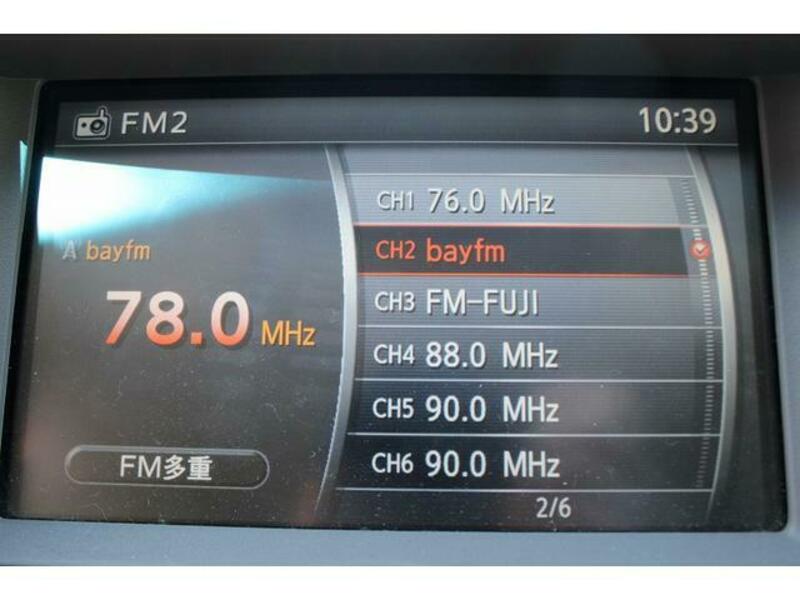 FM2
10:39
A bayfm
78.0 MHz
FM多重
CH1 76.0 MHz
CH2 bayfm
CH3 FM-FUJI
CH4 88.0 MHz
CH5 90.0 MHz
CH6 90.0 MHz
2/6